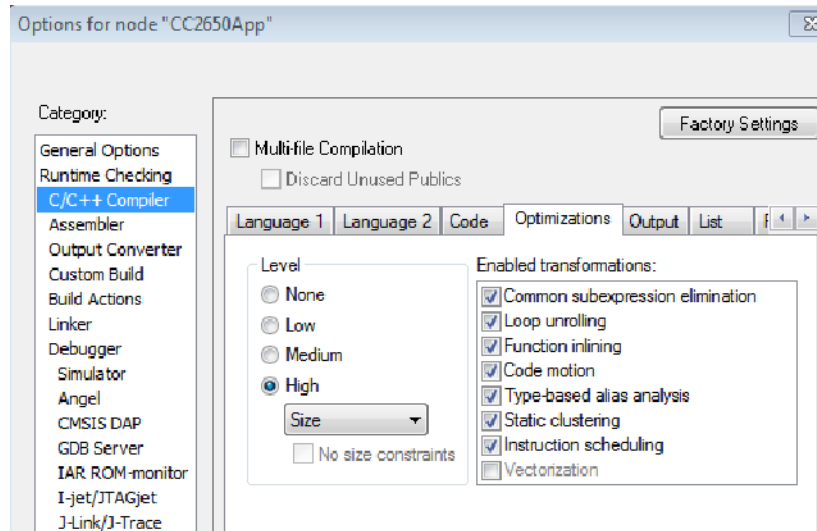 Options for node "CC2650App"
Category:
General Options
Runtime Checking
C/C++ Compiler
Assembler
Output Converter
Custom Build
Build Actions
Linker
Debugger
Simulator
Angel
CMSIS DAP
GDB Server
IAR ROM-monitor
I-jet/JTAGjet
J-Link/J-Trace
Factory Settings
Multi-file Compilation
Discard Unused Publics
Language 1 Language 2 Code Optimizations Output List
Level
None
Low
Medium
High
Size
No size constraints
Enabled transformations:
Common subexpression elimination
Loop unrolling
Function inlining
Code motion
Type-based alias analysis
Static clustering
Instruction scheduling
Vectorization